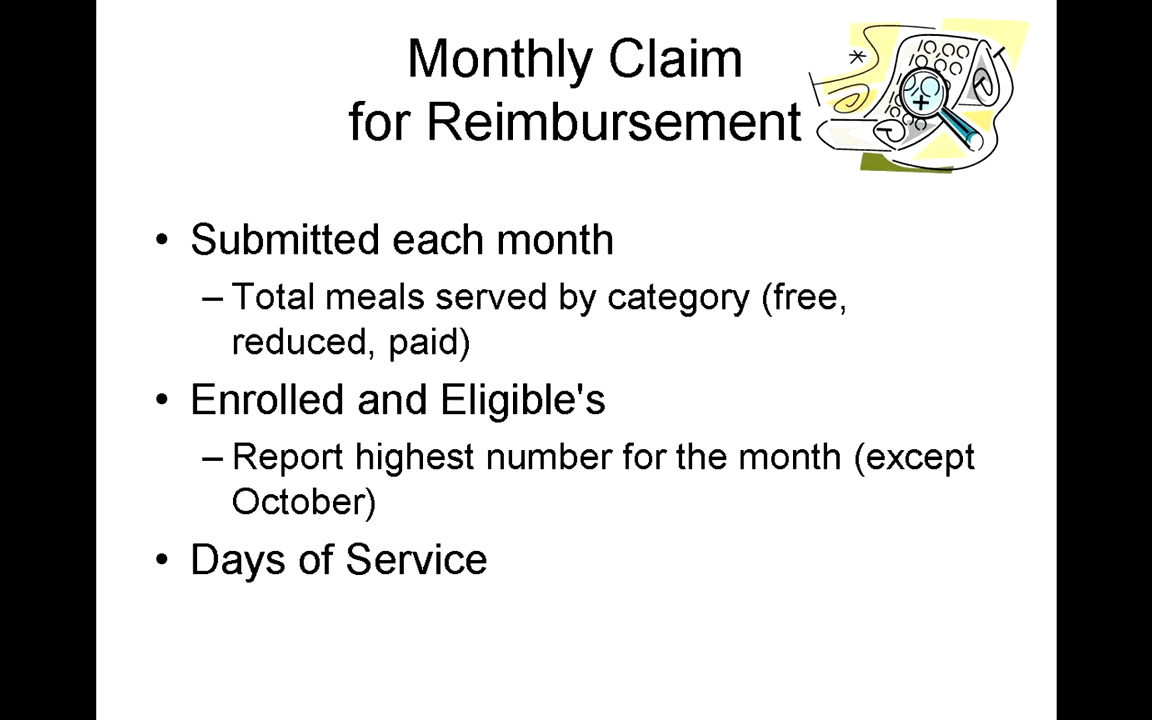 Monthly Claim
for Reimbursement
• Submitted each month
– Total meals served by category (free,
reduced, paid)
• Enrolled and Eligible's
– Report highest number for the month (except
October)
• Days of Service